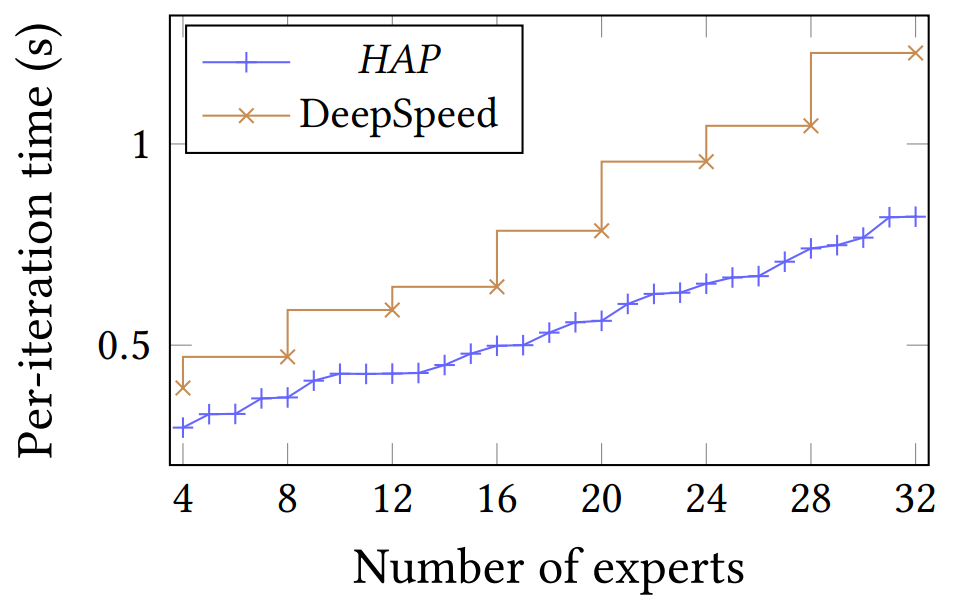 HAP
DeepSpeed
Per-iteration time (s)
1
0.5
4 8 12 16 20 24 28 32
Number of experts